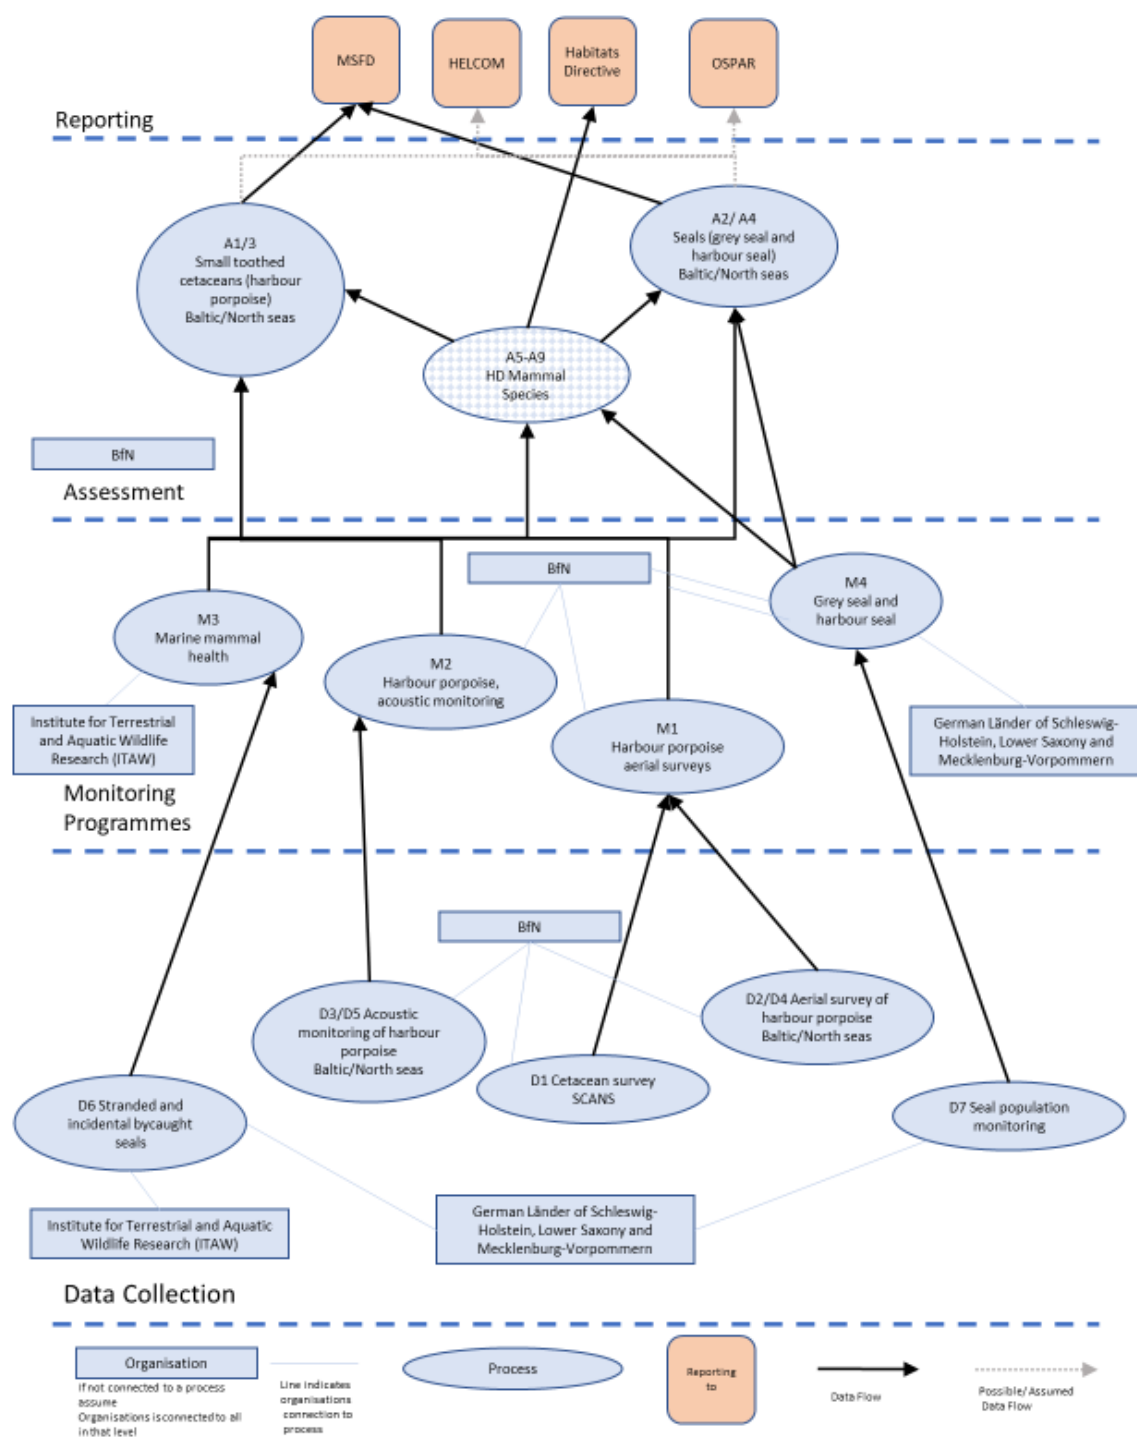 MSFD
HELCOM
Habitats
Directive
OSPAR
Reporting
A1/3
Small toothed
cetaceans (harbour
porpoise)
Baltic/North seas
A2/ A4
Seals (grey seal and
harbour seal)
Baltic/North seas
A5-A9
HD Mammal
Species
BfN
Assessment
BfN
M4
Grey seal and
harbour seal
M3
Marine mammal
health
M2
Harbour porpoise,
acoustic monitoring
M1
Harbour porpoise
aerial surveys
Institute for Terrestrial
and Aquatic Wildlife
Research (ITAW)
German Länder of Schleswig-
Holstein, Lower Saxony and
Mecklenburg-Vorpommern
Monitoring
Programmes
BfN
D3/D5 Acoustic
monitoring of harbour
porpoise
Baltic/North seas
D2/D4 Aerial survey of
harbour porpoise
Baltic/North seas
D1 Cetacean survey
SCANS
D6 Stranded and
incidental bycaught
seals
D7 Seal population
monitoring
Institute for Terrestrial and Aquatic
Wildlife Research (ITAW)
German Länder of Schleswig-
Holstein, Lower Saxony and
Mecklenburg-Vorpommern
Data Collection
Organisation
If not connected to a process
assume
Organisations is connected to all
in that level
Line indicates
organisations
connection to
process
Process
Reporting
to
Data Flow
Possible/ Assumed
Data Flow